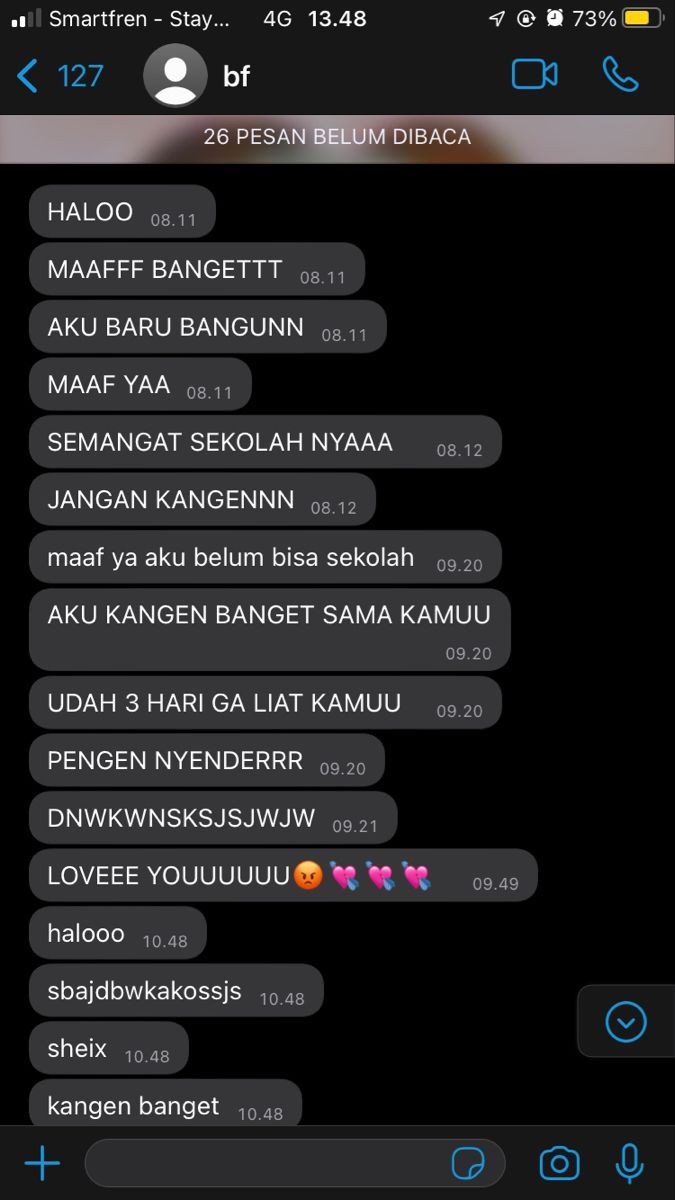 Smartfren - Stay... 4G 13.48 73%
127 bf
26 PESAN BELUM DIBACA
HALOO 08.11
MAAFFF BANGETTT 08.11
AKU BARU BANGUNN 08.11
MAAF YAA 08.11
SEMANGAT SEKOLAH NYAAA 08.12
JANGAN KANGENNN 08.12
maaf ya aku belum bisa sekolah 09.20
AKU KANGEN BANGET SAMA KAMUU
09.20
UDAH 3 HARI GA LIAT KAMUU 09.20
PENGEN NYENDERRR 09.20
DNWKWNSKSJSJWJW 09.21
LOVEEE YOUUUUUU😡💘💘💘 09.49
halooo 10.48
sbajdbwkakossjs 10.48
sheix 10.48
kangen banget 10.48